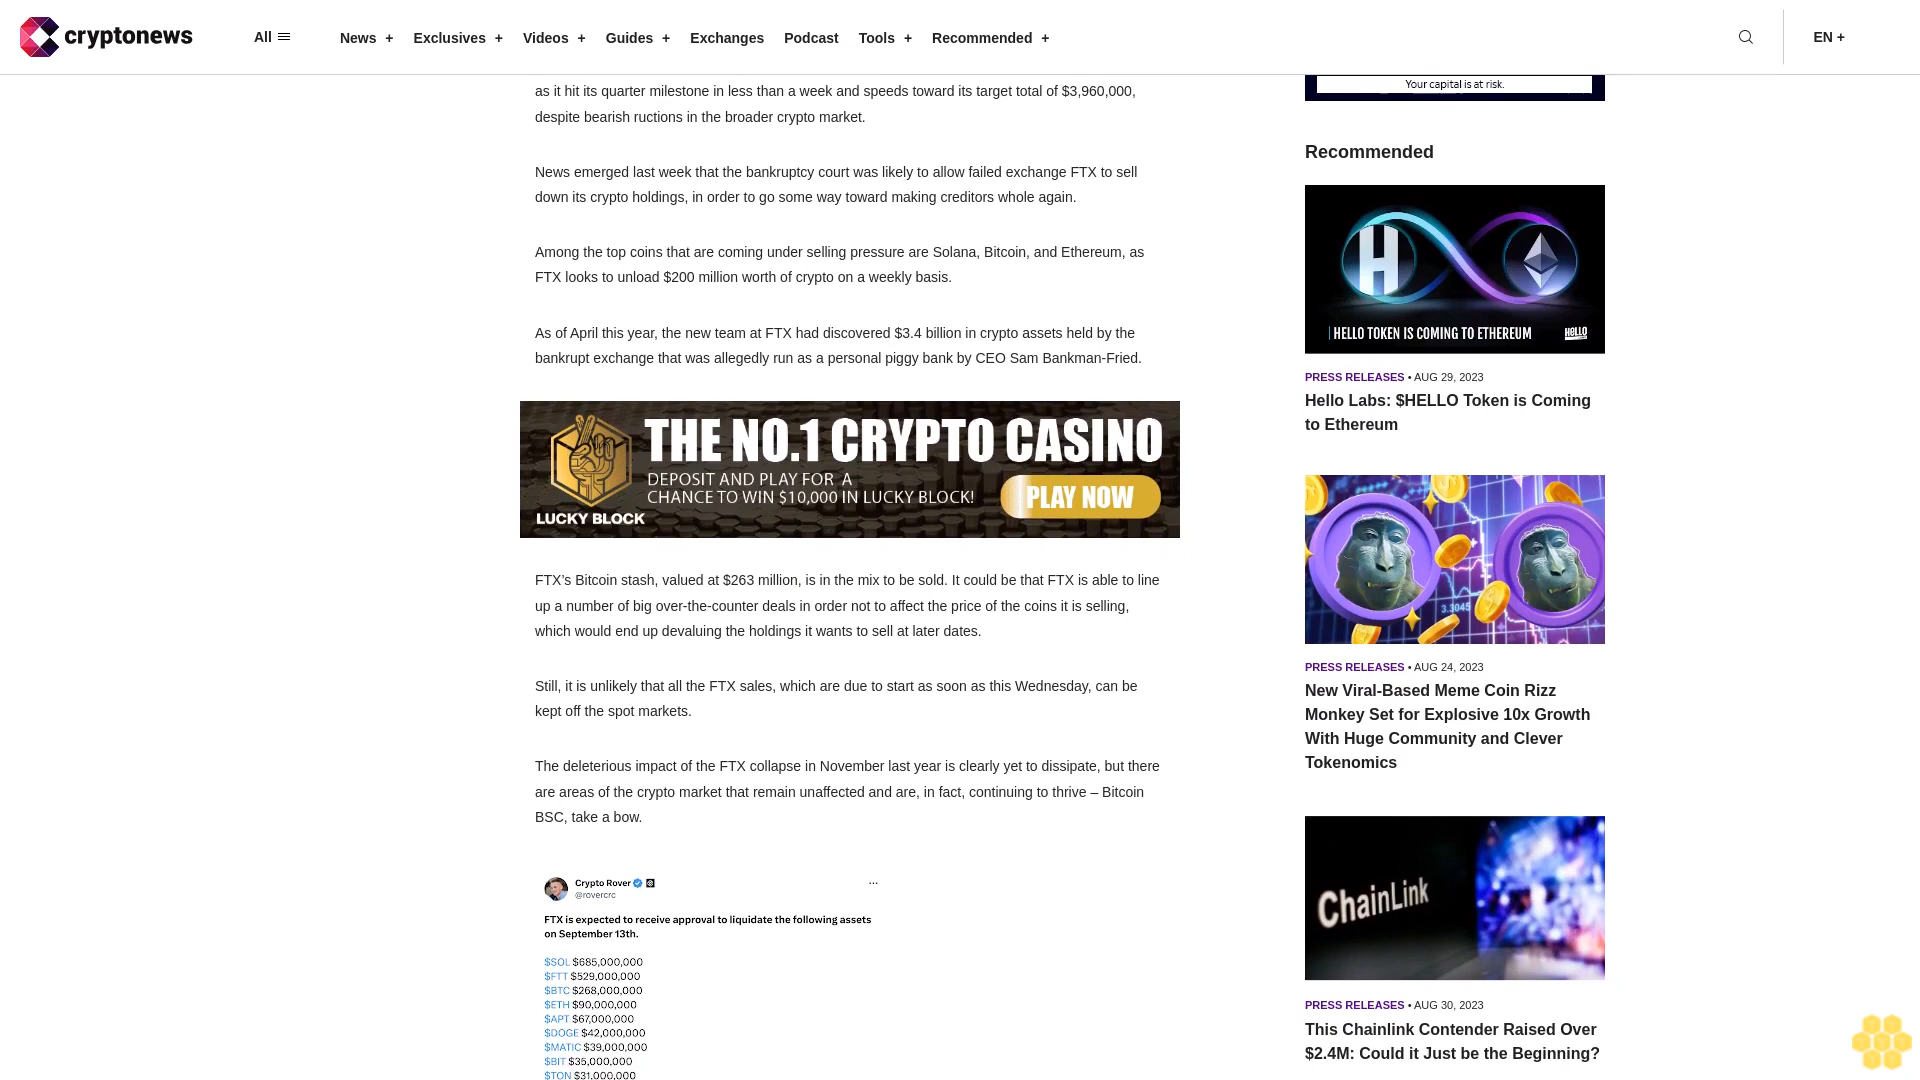 cryptonews
All
News +
Exclusives +
Videos +
Guides +
Exchanges
Podcast
Tools +
Recommended +
EN +
as it hit its quarter milestone in less than a week and speeds toward its target total of $3,960,000,
despite bearish ructions in the broader crypto market.
News emerged last week that the bankruptcy court was likely to allow failed exchange FTX to sell
down its crypto holdings, in order to go some way toward making creditors whole again.
Among the top coins that are coming under selling pressure are Solana, Bitcoin, and Ethereum, as
FTX looks to unload $200 million worth of crypto on a weekly basis.
As of April this year, the new team at FTX had discovered $3.4 billion in crypto assets held by the
bankrupt exchange that was allegedly run as a personal piggy bank by CEO Sam Bankman-Fried.
THE NO.1 CRYPTO CASINO
DEPOSIT AND PLAY FOR A
CHANCE TO WIN $10,000 IN LUCKY BLOCK!
PLAY NOW
LUCKY BLOCK
FTX’s Bitcoin stash, valued at $263 million, is in the mix to be sold. It could be that FTX is able to line
up a number of big over-the-counter deals in order not to affect the price of the coins it is selling,
which would end up devaluing the holdings it wants to sell at later dates.
Still, it is unlikely that all the FTX sales, which are due to start as soon as this Wednesday, can be
kept off the spot markets.
The deleterious impact of the FTX collapse in November last year is clearly yet to dissipate, but there
are areas of the crypto market that remain unaffected and are, in fact, continuing to thrive – Bitcoin
BSC, take a bow.
Crypto Rover
@rovercrc
...
FTX is expected to receive approval to liquidate the following assets
on September 13th.
$SOL $685,000,000
$FTT $529,000,000
$BTC $268,000,000
$ETH $90,000,000
$APT $67,000,000
$DOGE $42,000,000
$MATIC $39,000,000
$BIT $35,000,000
$TON $31,000,000
Your capital is at risk.
Recommended
H
HELLO TOKEN IS COMING TO ETHEREUM
HELLO
PRESS RELEASES • AUG 29, 2023
Hello Labs: $HELLO Token is Coming
to Ethereum
3.3045
PRESS RELEASES • AUG 24, 2023
New Viral-Based Meme Coin Rizz
Monkey Set for Explosive 10x Growth
With Huge Community and Clever
Tokenomics
ChainLink
PRESS RELEASES • AUG 30, 2023
This Chainlink Contender Raised Over
$2.4M: Could it Just be the Beginning?